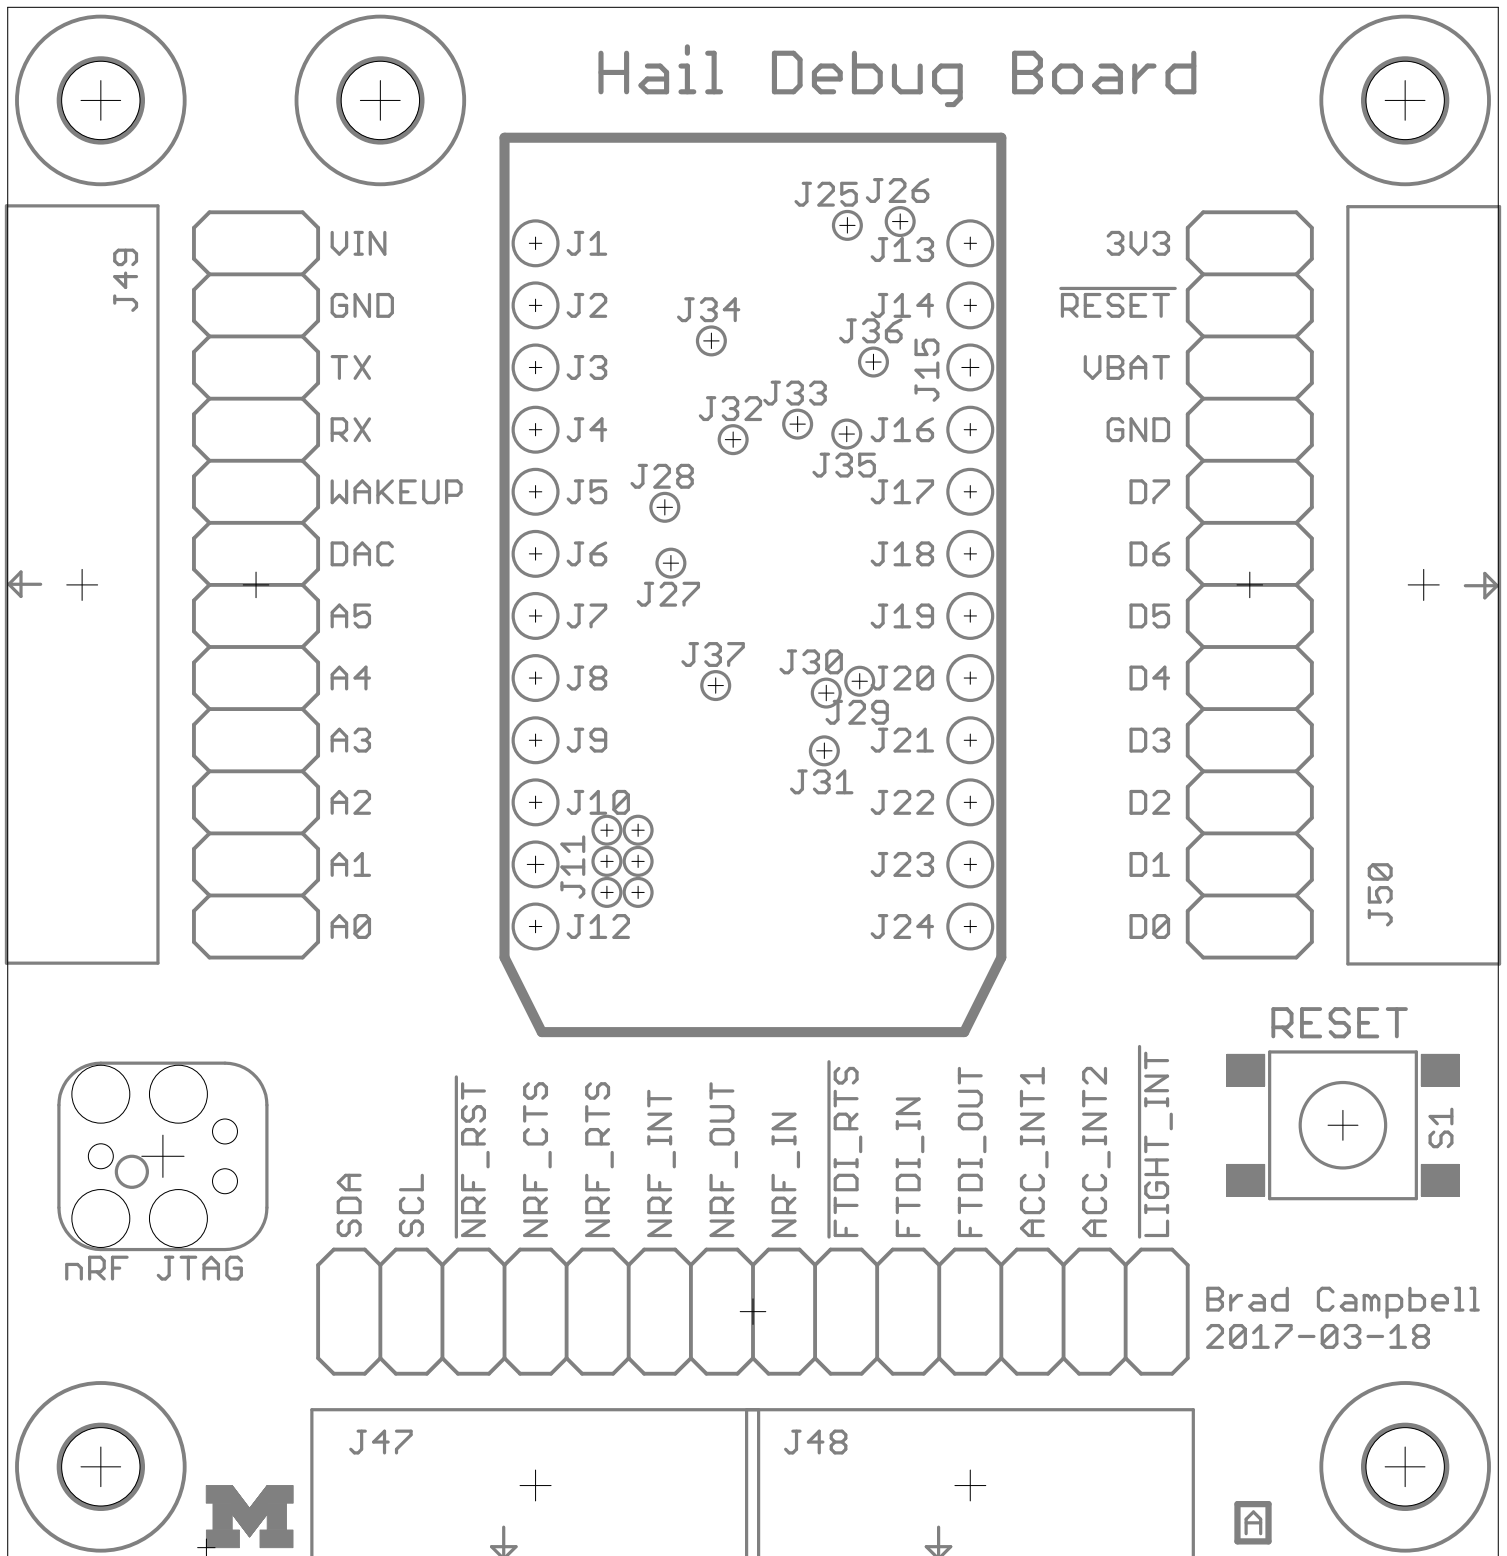 Hail Debug Board
J25
J26
J49
VIN
J1
J13
3V3
GND
J2
J34
J14
RESET
J36
TX
J3
J15
VBAT
J33
J32
RX
J4
J16
GND
J35
J28
WAKEUP
J5
J17
D7
DAC
J6
J18
D6
J27
A5
J7
J19
D5
J37
J30
A4
J8
J20
D4
J29
A3
J9
J21
D3
J31
A2
J10
J22
D2
A1
J11
J23
D1
J50
A0
J12
J24
D0
RESET
S1
SDA
SCL
NRF_RST
NRF_CTS
NRF_RTS
NRF_INT
NRF_OUT
NRF_IN
FTDI_RTS
FTDI_IN
FTDI_OUT
ACC_INT1
ACC_INT2
LIGHT_INT
nRF JTAG
Brad Campbell
2017-03-18
J47
J48
M
A